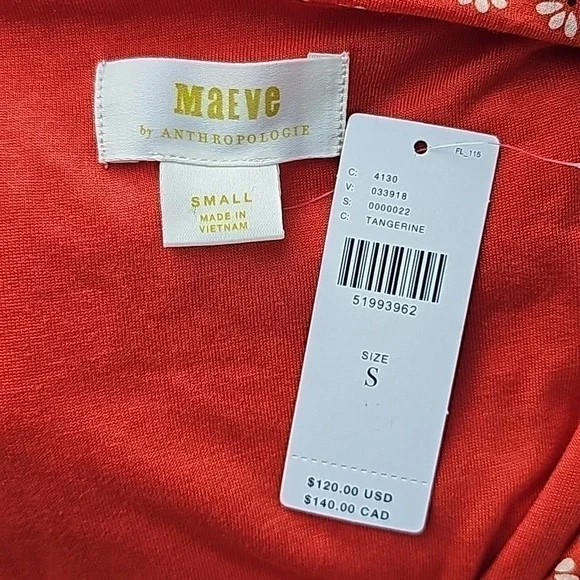 MaEve
by ANTHROPOLOGIE
SMALL
MADE IN
VIETNAM
FL_115
C: 4130
V: 033918
S: 0000022
C: TANGERINE
51993962
SIZE
S
$120.00 USD
$140.00 CAD